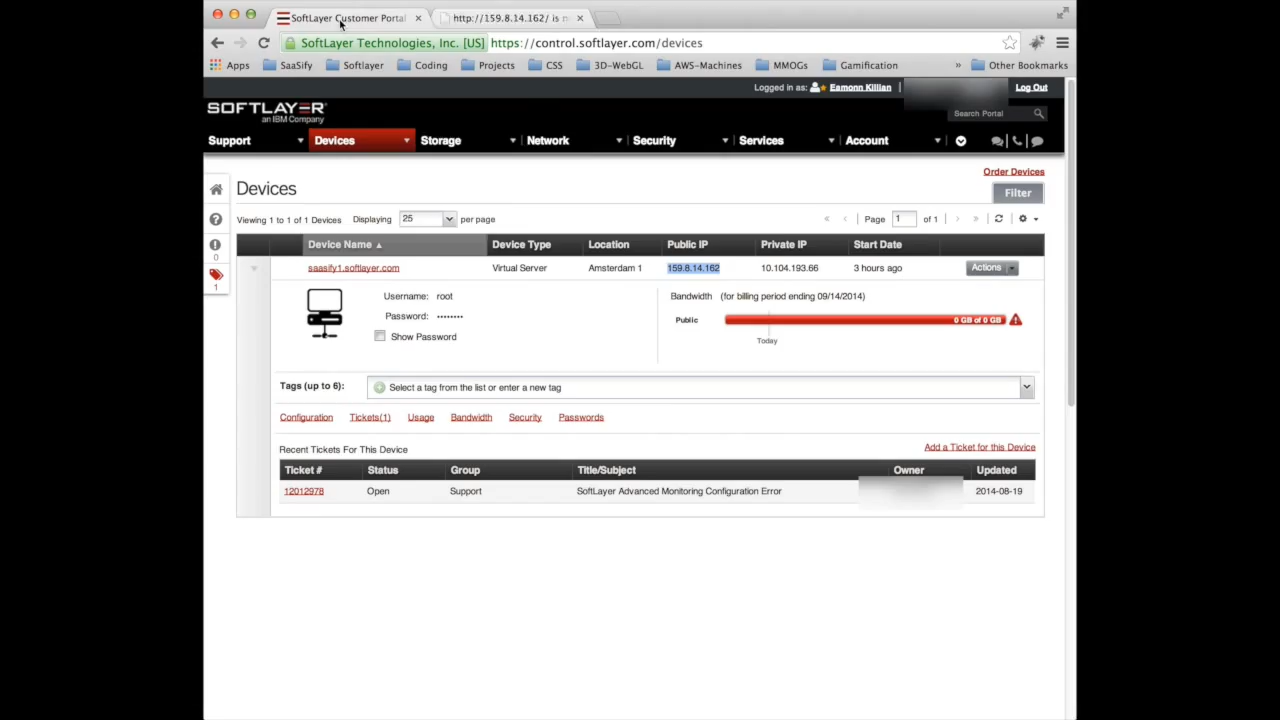 SoftLayer Customer Portal × http://159.8.14.162/ is n ×
SoftLayer Technologies, Inc. [US] https://control.softlayer.com/devices
Apps SaaSify Softlayer Coding Projects CSS 3D-WebGL AWS-Machines MMOGs Gamification » Other Bookmarks
Logged in as: Eamonn Killian | Log Out
SOFTLAYER
an IBM Company
Search Portal
Support Devices Storage Network Security Services Account
Order Devices
Devices
Filter
Viewing 1 to 1 of 1 Devices Displaying 25 per page « ‹ Page 1 of 1 › »
Device Name ▲ Device Type Location Public IP Private IP Start Date
saasify1.softlayer.com Virtual Server Amsterdam 1 159.8.14.162 10.104.193.66 3 hours ago Actions
0
1
Username: root
Password: ••••••••
Show Password
Bandwidth (for billing period ending 09/14/2014)
Public 0 GB of 0 GB
Today
Tags (up to 6): Select a tag from the list or enter a new tag
Configuration Tickets(1) Usage Bandwidth Security Passwords
Recent Tickets For This Device Add a Ticket for this Device
Ticket # Status Group Title/Subject Owner Updated
12012978 Open Support SoftLayer Advanced Monitoring Configuration Error 2014-08-19